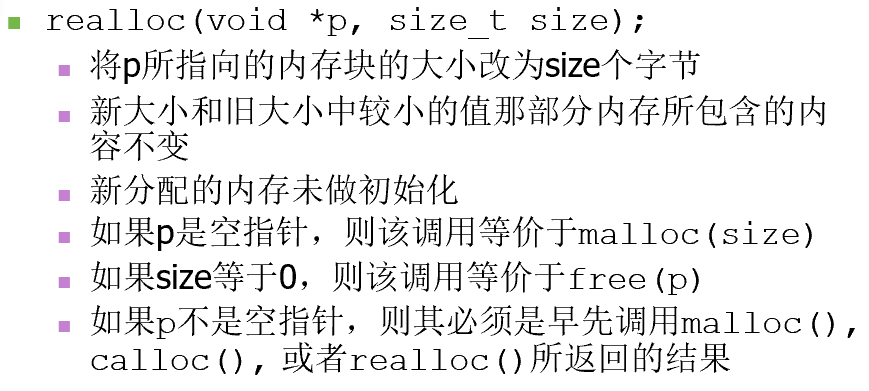 realloc(void *p, size_t size);
将p所指向的内存块的大小改为size个字节
新大小和旧大小中较小的值那部分内存所包含的内
容不变
新分配的内存未做初始化
如果p是空指针，则该调用等价于malloc(size)
如果size等于0，则该调用等价于free(p)
如果p不是空指针，则其必须是早先调用malloc(),
calloc(), 或者realloc()所返回的结果